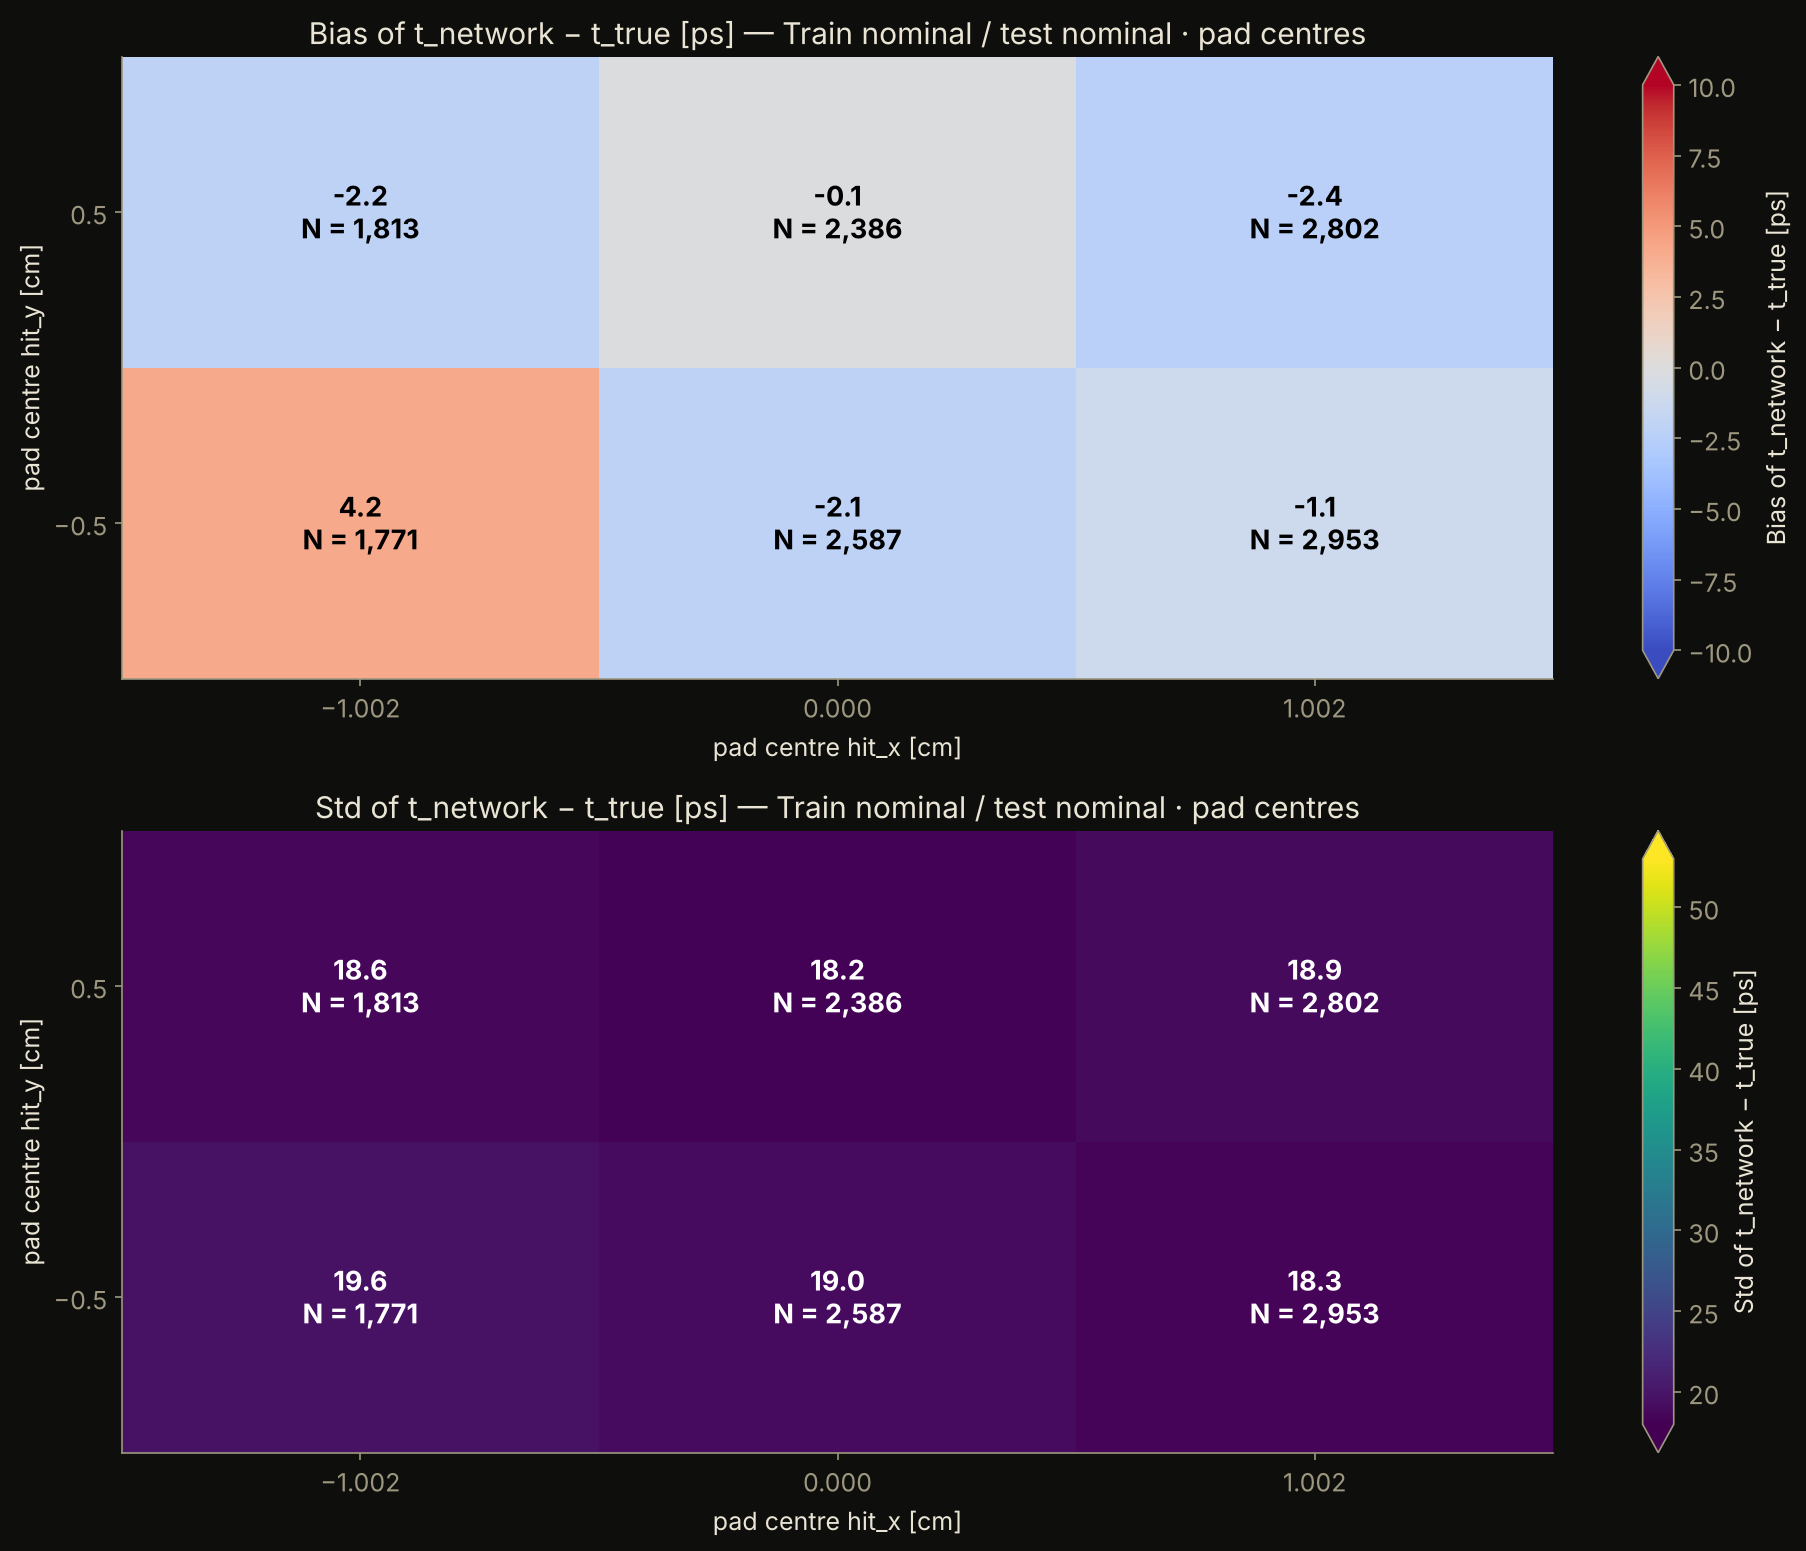 Bias of t_network – t_true [ps] — Train nominal / test nominal · pad centres
pad centre hit_y [cm]
0.5
−0.5
-2.2
N = 1,813
-0.1
N = 2,386
-2.4
N = 2,802
4.2
N = 1,771
-2.1
N = 2,587
-1.1
N = 2,953
−1.002
0.000
1.002
pad centre hit_x [cm]
10.0
7.5
5.0
2.5
0.0
−2.5
−5.0
−7.5
−10.0
Bias of t_network – t_true [ps]
Std of t_network – t_true [ps] — Train nominal / test nominal · pad centres
pad centre hit_y [cm]
0.5
−0.5
18.6
N = 1,813
18.2
N = 2,386
18.9
N = 2,802
19.6
N = 1,771
19.0
N = 2,587
18.3
N = 2,953
−1.002
0.000
1.002
pad centre hit_x [cm]
50
45
40
35
30
25
20
Std of t_network – t_true [ps]